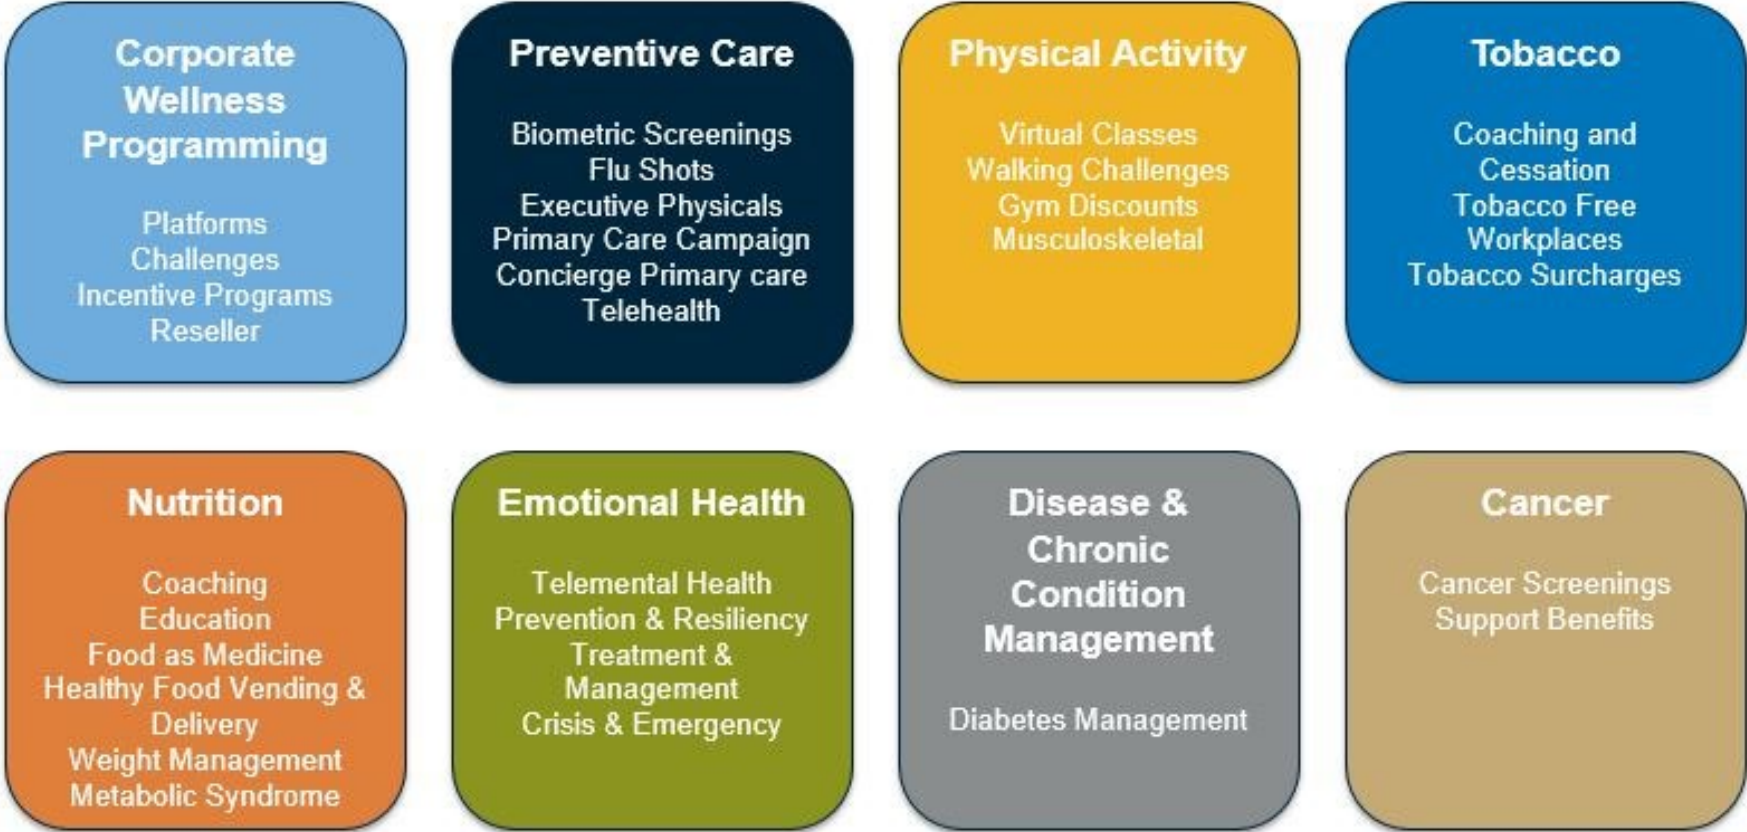 Corporate
Wellness
Programming
Platforms
Challenges
Incentive Programs
Reseller
Preventive Care
Biometric Screenings
Flu Shots
Executive Physicals
Primary Care Campaign
Concierge Primary care
Telehealth
Physical Activity
Virtual Classes
Walking Challenges
Gym Discounts
Musculoskeletal
Tobacco
Coaching and
Cessation
Tobacco Free
Workplaces
Tobacco Surcharges
Nutrition
Coaching
Education
Food as Medicine
Healthy Food Vending &
Delivery
Weight Management
Metabolic Syndrome
Emotional Health
Telemental Health
Prevention & Resiliency
Treatment &
Management
Crisis & Emergency
Disease &
Chronic
Condition
Management
Diabetes Management
Cancer
Cancer Screenings
Support Benefits